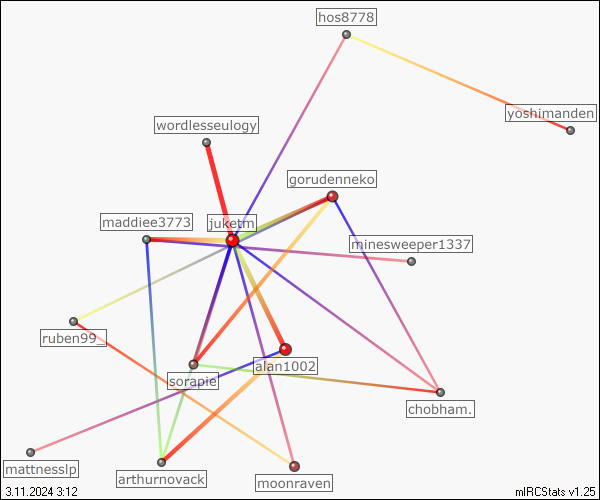 hos8778
yoshimanden
wordlesseulogy
gorudenneko
maddiee3773
juketm
minesweeper1337
ruben99_
alan1002
sorapie
chobham.
mattnesslp
arthurnovack
moonraven
3.11.2024 3:12
mIRCStats v1.25